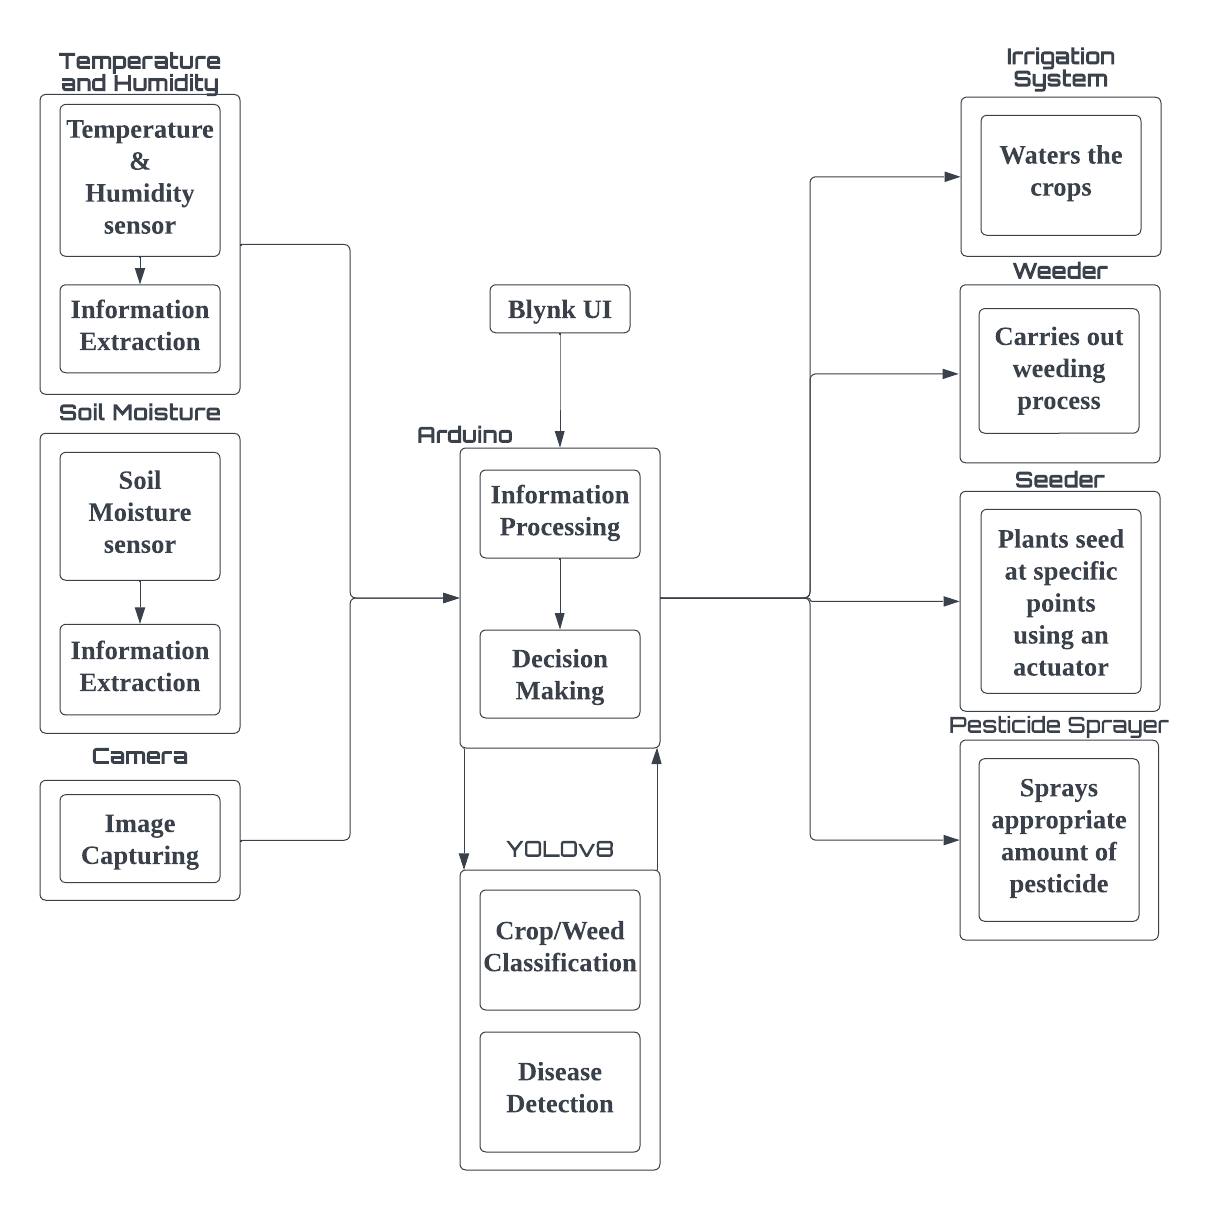 Temperature
and Humidity
Temperature
&
Humidity
sensor
Information
Extraction
Soil Moisture
Soil
Moisture
sensor
Information
Extraction
Camera
Image
Capturing
Blynk UI
Arduino
Information
Processing
Decision
Making
YOLOv8
Crop/Weed
Classification
Disease
Detection
Irrigation
System
Waters the
crops
Weeder
Carries out
weeding
process
Seeder
Plants seed
at specific
points
using an
actuator
Pesticide Sprayer
Sprays
appropriate
amount of
pesticide